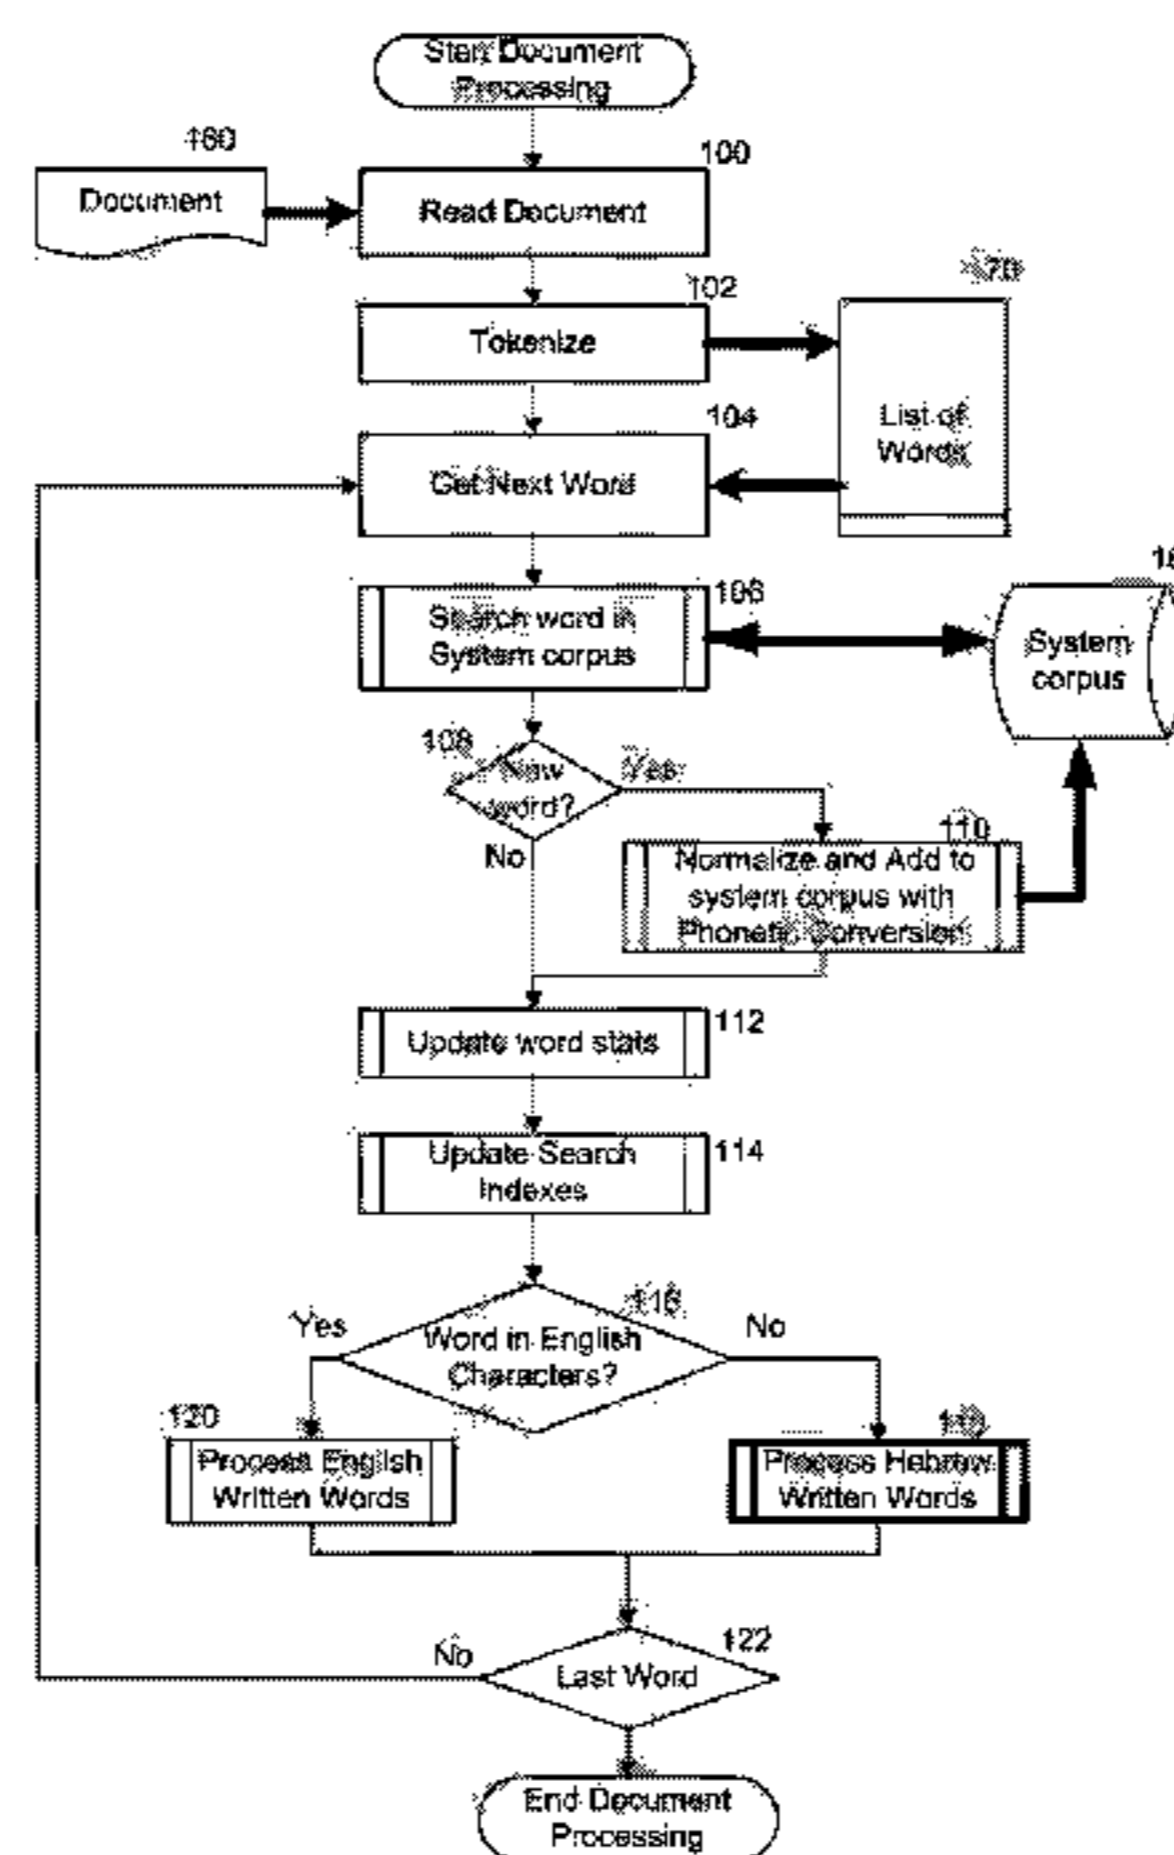 Start Document
Processing
160
Document
100
Read Document
102
Tokenize
170
List of
Words
104
Get Next Word
106
Search word in
System corpus
System
corpus
108
New
word?
Yes
No
110
Normalize and Add to
system corpus with
Phonetic Conversion
Update word stats
112
Update Search
Indexes
114
116
Word in English
Characters?
Yes
No
120
Process English
Written Words
Process Hebrew
Written Words
122
Last Word
No
End Document
Processing